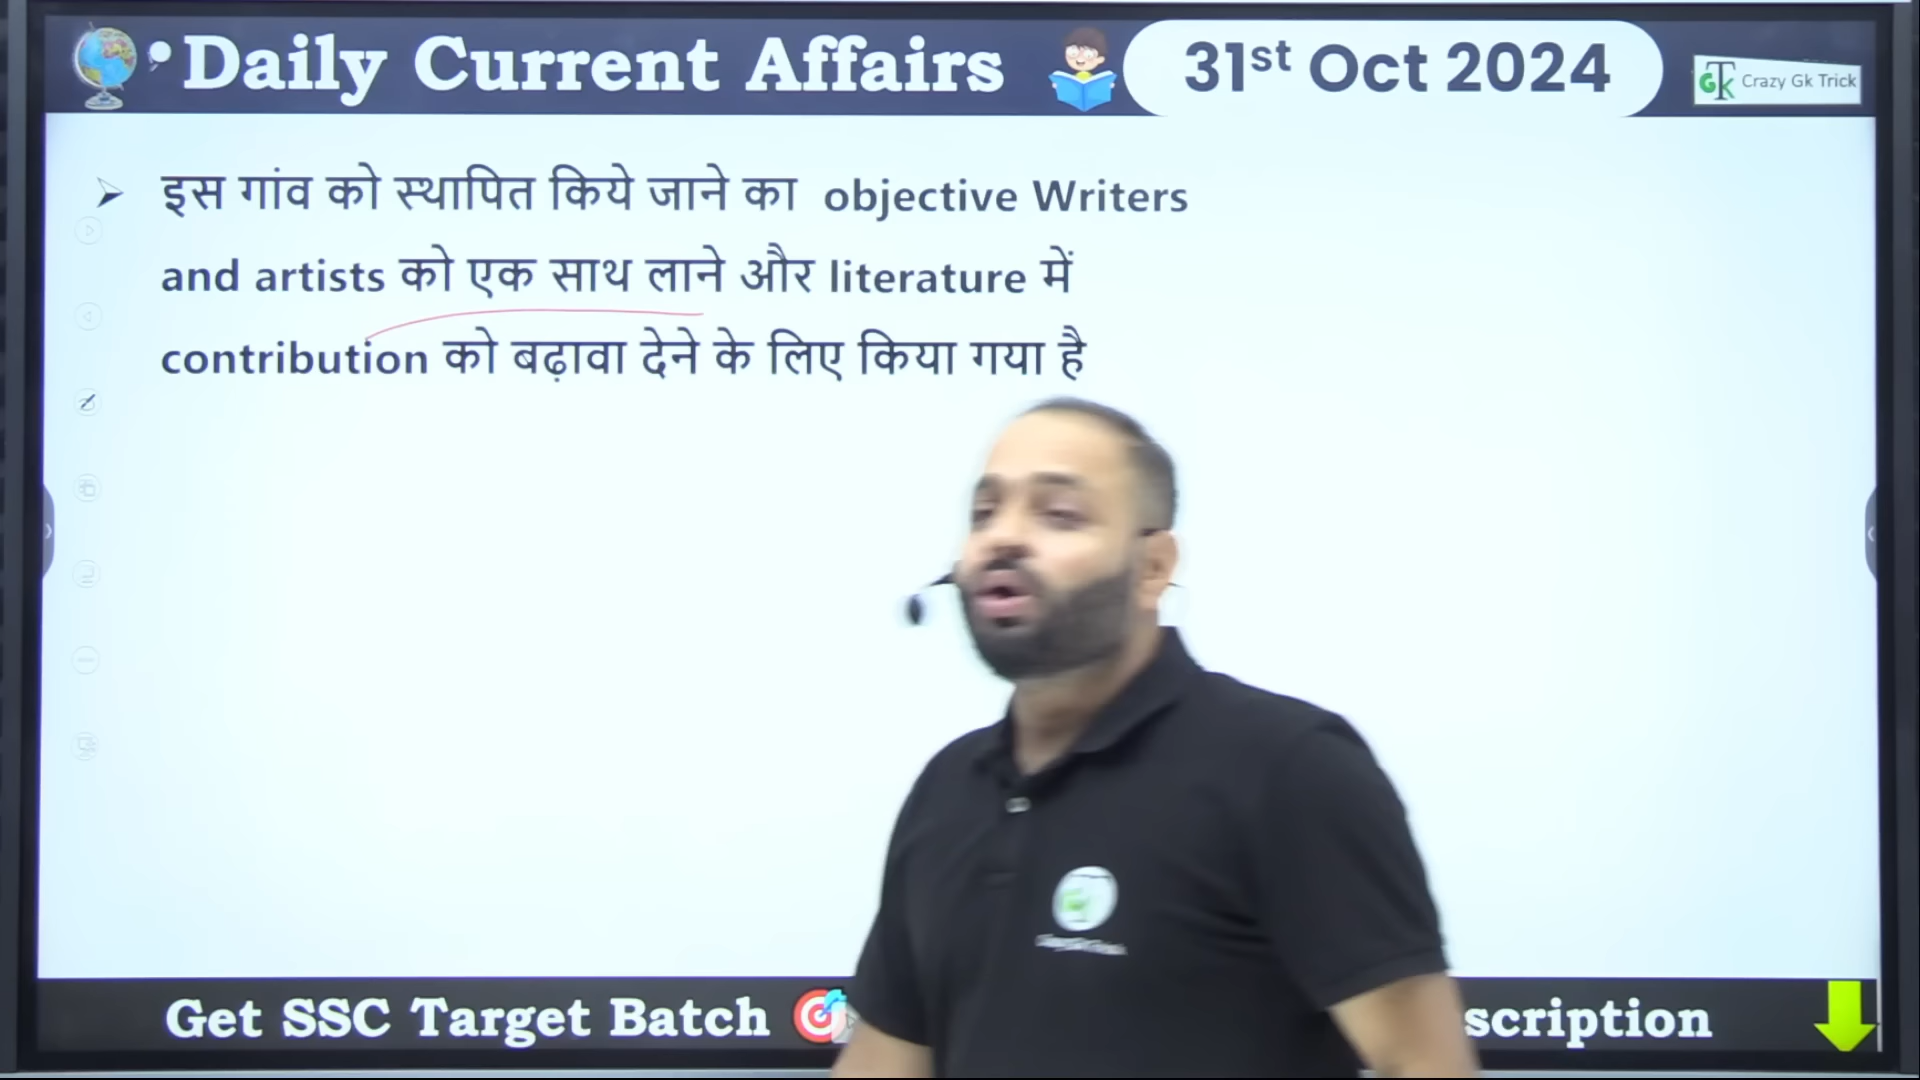 Daily Current Affairs
31st Oct 2024
Crazy Gk Trick
इस गांव को स्थापित किये जाने का objective Writers
and artists को एक साथ लाने और literature में
contribution को बढ़ावा देने के लिए किया गया है
Get SSC Target Batch
scription